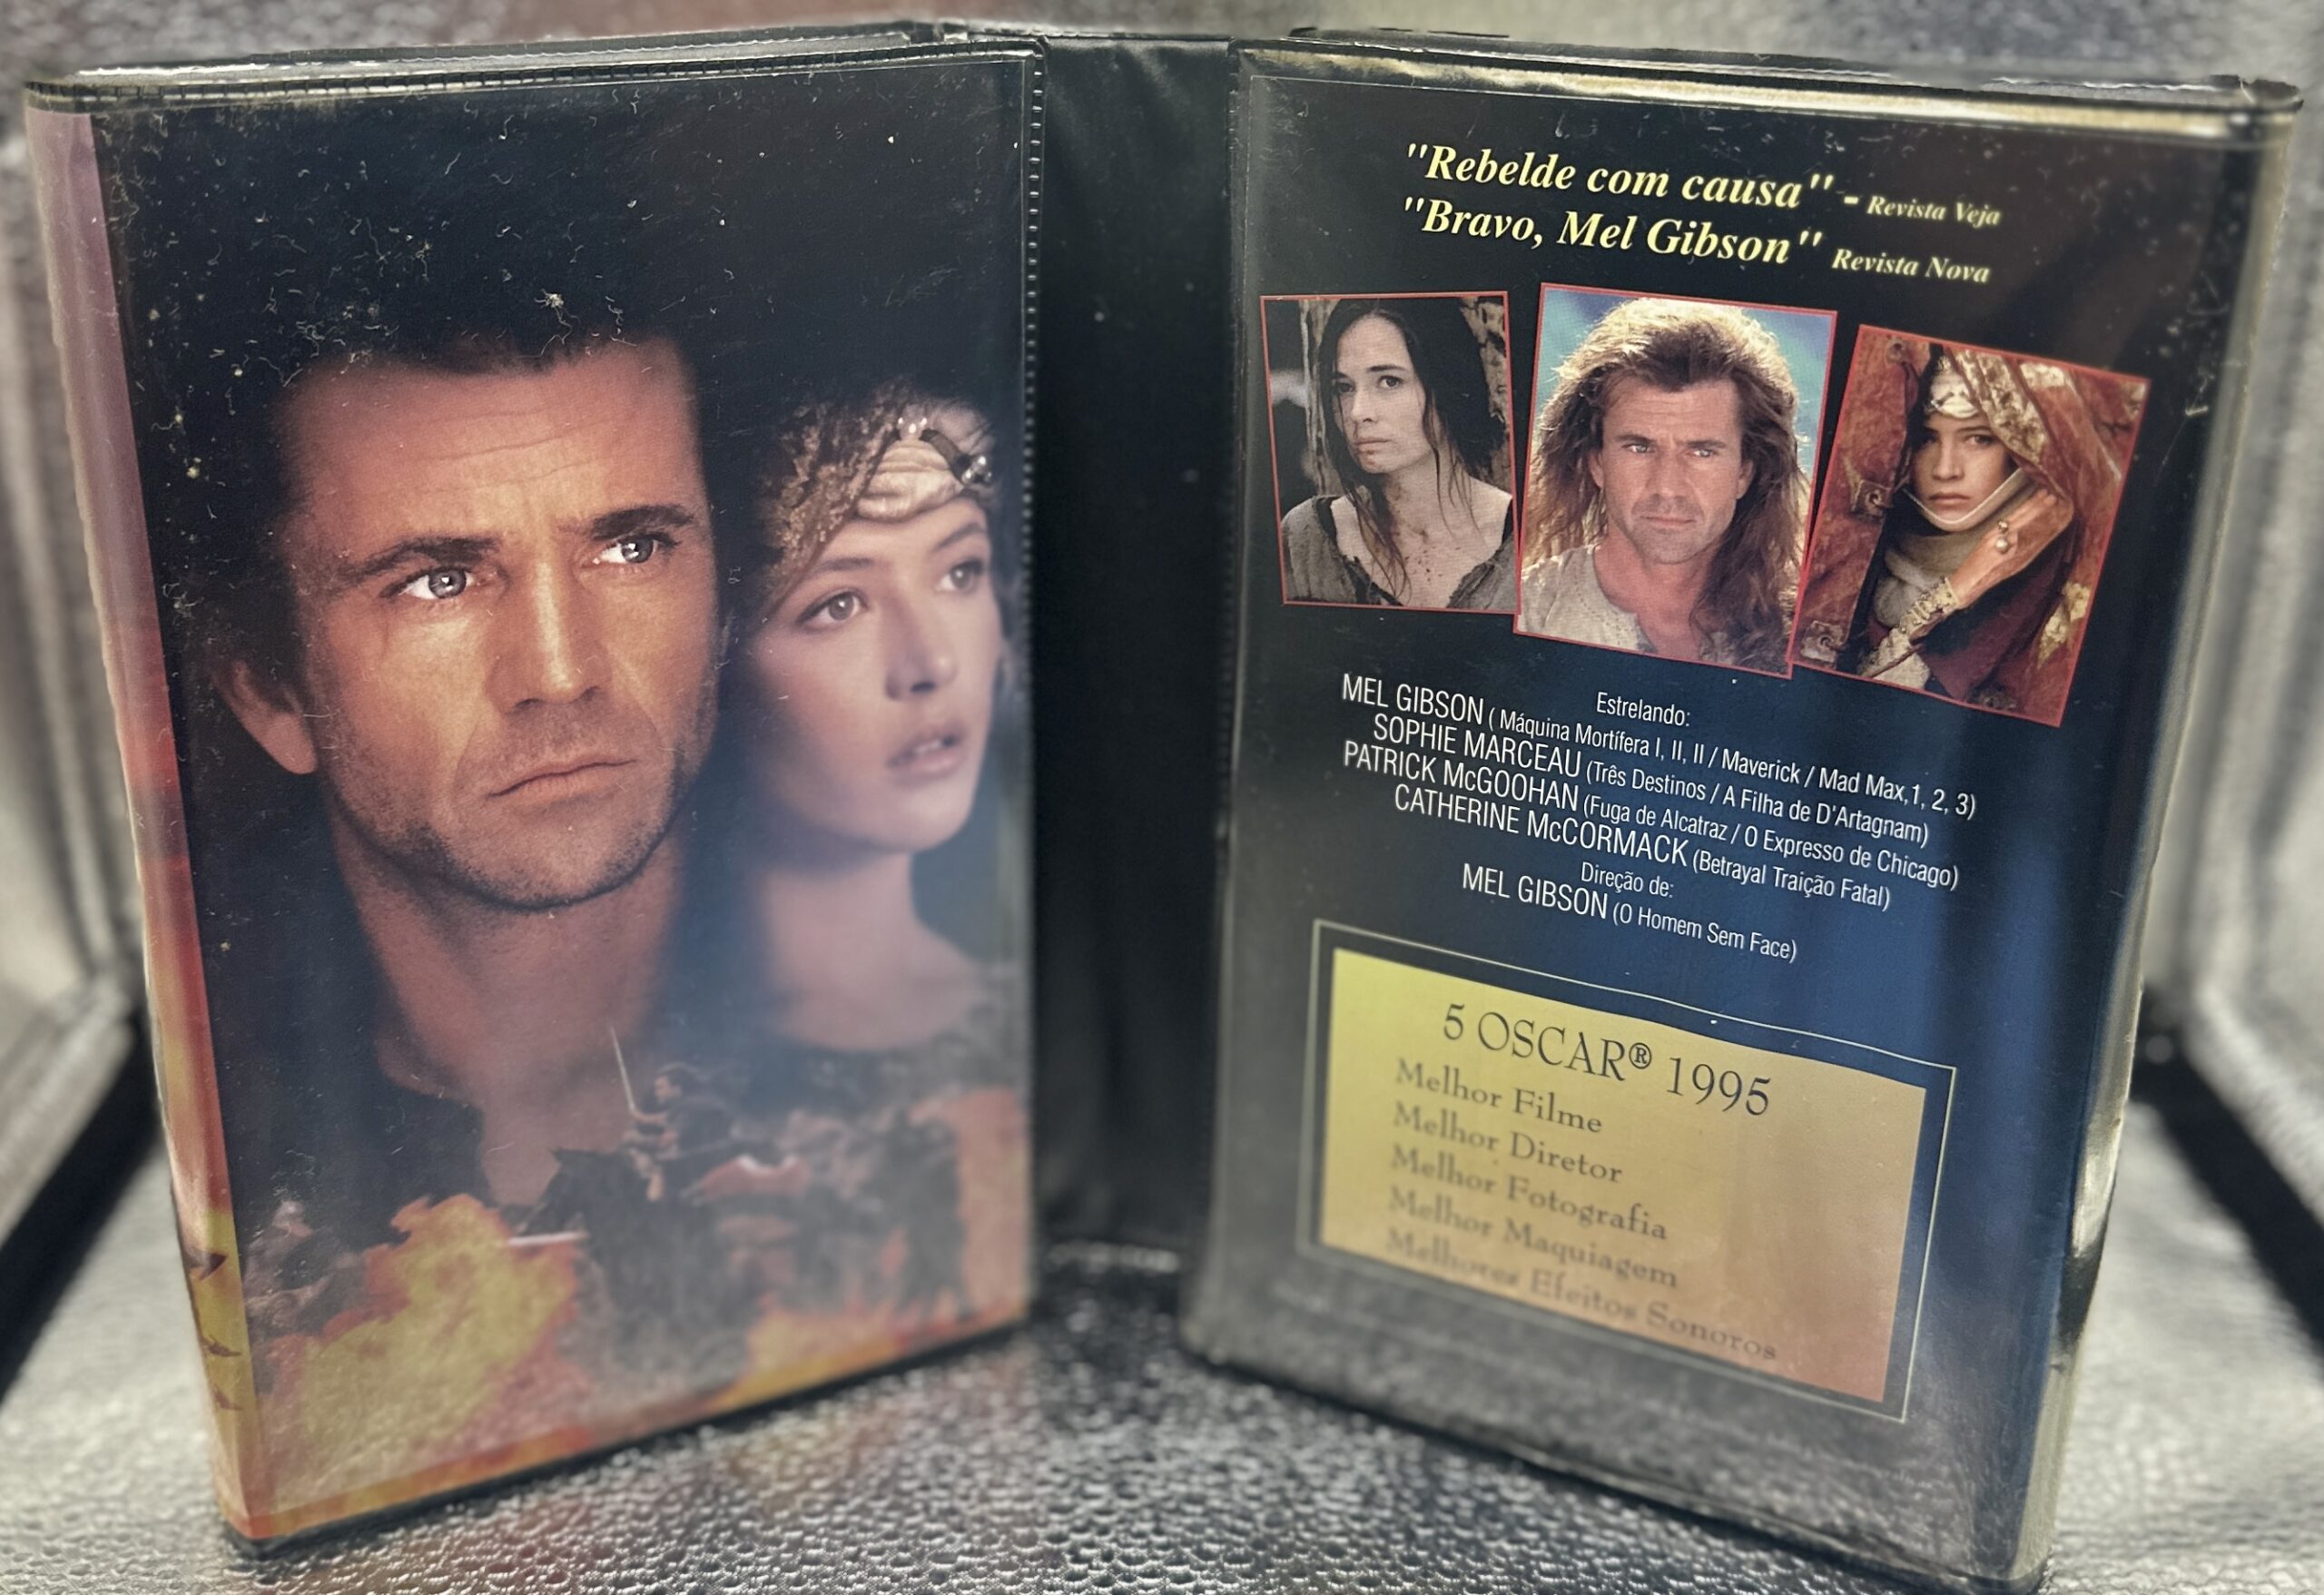 "Rebelde com causa" - Revista Veja
"Bravo, Mel Gibson" Revista Nova
Estrelando:
MEL GIBSON ( Máquina Mortífera I, II, II / Maverick / Mad Max,1, 2, 3)
SOPHIE MARCEAU (Três Destinos / A Filha de D'Artagnam)
PATRICK McGOOHAN (Fuga de Alcatraz / O Expresso de Chicago)
CATHERINE McCORMACK (Betrayal Traição Fatal)
Direção de:
MEL GIBSON (O Homem Sem Face)
5 OSCAR® 1995
Melhor Filme
Melhor Diretor
Melhor Fotografia
Melhor Maquiagem
Melhores Efeitos Sonoros